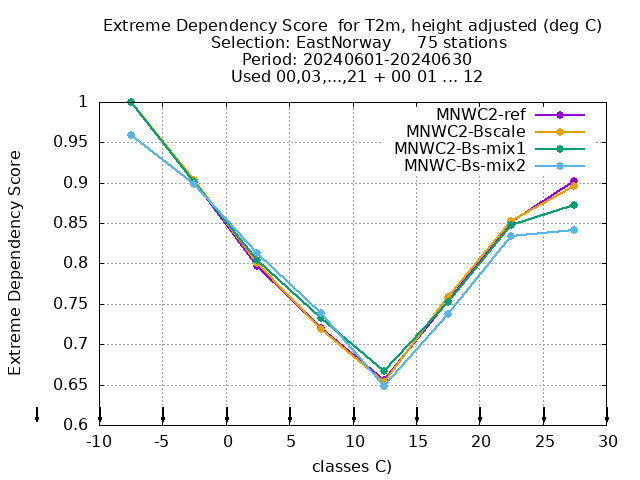 Extreme Dependency Score  for T2m, height adjusted (deg C)
Selection: EastNorway     75 stations
Period: 20240601-20240630
Used 00,03,...,21 + 00 01 ... 12
MNWC2-ref
MNWC2-Bscale
MNWC2-Bs-mix1
MNWC-Bs-mix2
Extreme Dependency Score
1
0.95
0.9
0.85
0.8
0.75
0.7
0.65
0.6
-10 -5 0 5 10 15 20 25 30
classes C)